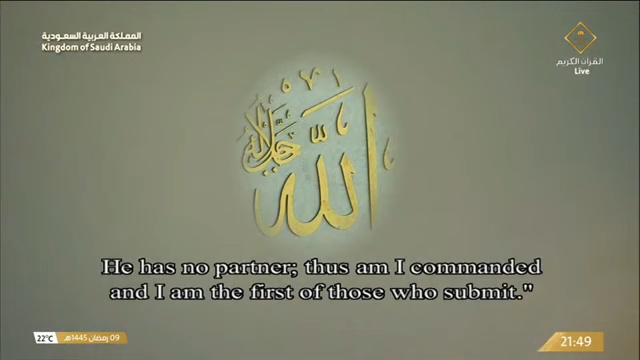 المملكة العربية السعودية
Kingdom of Saudi Arabia
القرآن الكريم
Live
الله
جل جلاله
He has no partner; thus am I commanded
and I am the first of those who submit."
22°C
09 رمضان 1445هـ
21:49